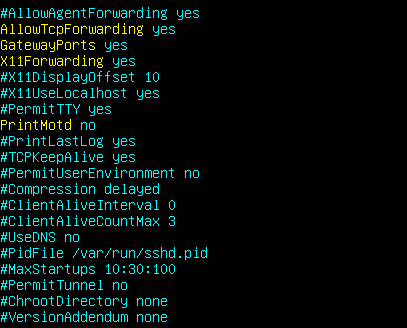 #AllowAgentForwarding yes
AllowTcpForwarding yes
GatewayPorts yes
X11Forwarding yes
#X11DisplayOffset 10
#X11UseLocalhost yes
#PermitTTY yes
PrintMotd no
#PrintLastLog yes
#TCPKeepAlive yes
#PermitUserEnvironment no
#Compression delayed
#ClientAliveInterval 0
#ClientAliveCountMax 3
#UseDNS no
#PidFile /var/run/sshd.pid
#MaxStartups 10:30:100
#PermitTunnel no
#ChrootDirectory none
#VersionAddendum none